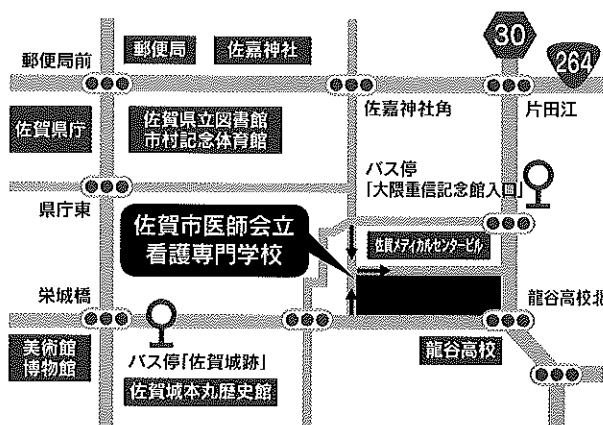 30
264
郵便局前
郵便局
佐嘉神社
佐賀県庁
佐賀県立図書館
市村記念体育館
佐嘉神社角
片田江
バス停
「大隈重信記念館入口」
県庁東
佐賀市医師会立
看護専門学校
佐賀メディカルセンタービル
栄城橋
龍谷高校北
美術館
博物館
バス停「佐賀城跡」
龍谷高校
佐賀城本丸歴史館